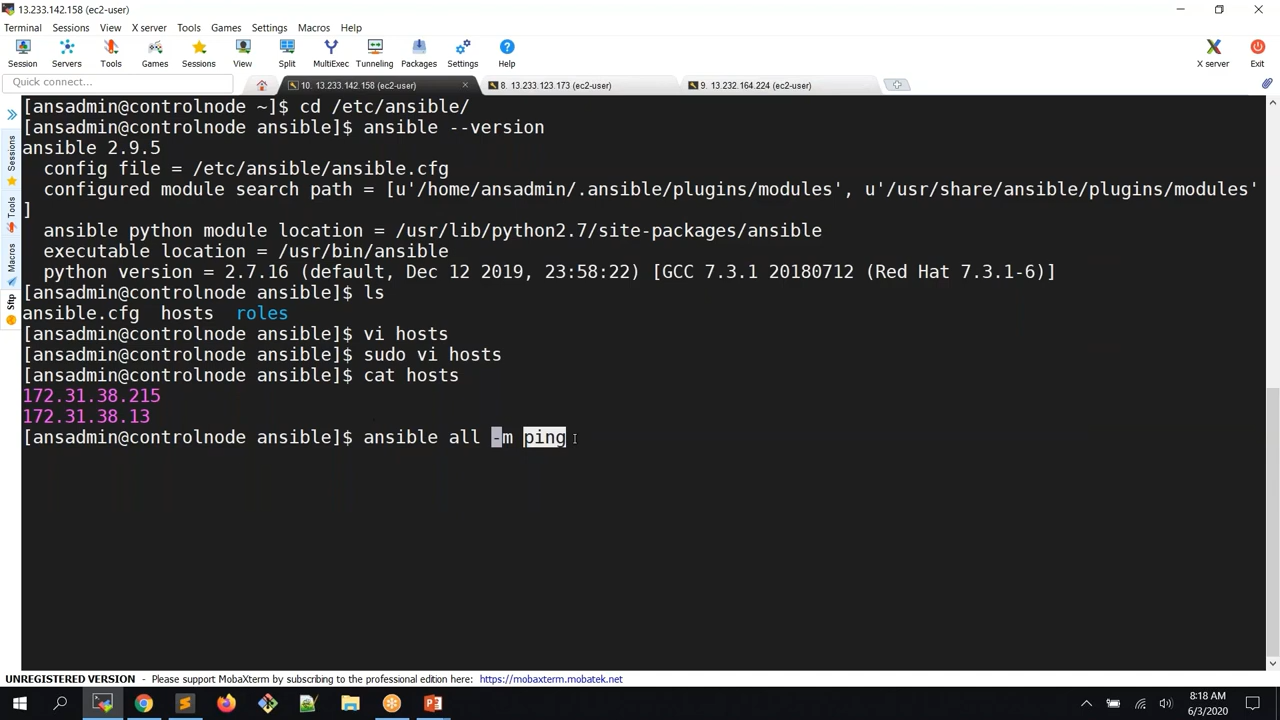 13.233.142.158 (ec2-user)
Terminal Sessions View X server Tools Games Settings Macros Help
Session Servers Tools Games Sessions View Split MultiExec Tunneling Packages Settings Help X server Exit
Quick connect...
10. 13.233.142.158 (ec2-user)
8. 13.233.123.173 (ec2-user)
9. 13.232.164.224 (ec2-user)
Sessions
Tools
Macros
Sftp
[ansadmin@controlnode ~]$ cd /etc/ansible/
[ansadmin@controlnode ansible]$ ansible --version
ansible 2.9.5
config file = /etc/ansible/ansible.cfg
configured module search path = [u'/home/ansadmin/.ansible/plugins/modules', u'/usr/share/ansible/plugins/modules'
]
ansible python module location = /usr/lib/python2.7/site-packages/ansible
executable location = /usr/bin/ansible
python version = 2.7.16 (default, Dec 12 2019, 23:58:22) [GCC 7.3.1 20180712 (Red Hat 7.3.1-6)]
[ansadmin@controlnode ansible]$ ls
ansible.cfg hosts roles
[ansadmin@controlnode ansible]$ vi hosts
[ansadmin@controlnode ansible]$ sudo vi hosts
[ansadmin@controlnode ansible]$ cat hosts
172.31.38.215
172.31.38.13
[ansadmin@controlnode ansible]$ ansible all -m ping
UNREGISTERED VERSION - Please support MobaXterm by subscribing to the professional edition here: https://mobaxterm.mobatek.net
8:18 AM
6/3/2020